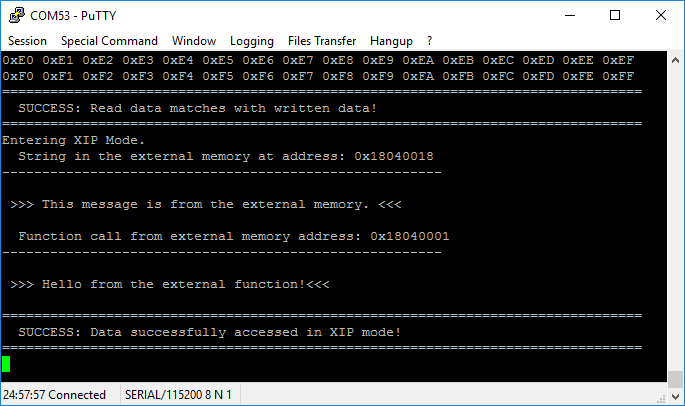 COM53 - PuTTY
Session Special Command Window Logging Files Transfer Hangup ?
0xE0 0xE1 0xE2 0xE3 0xE4 0xE5 0xE6 0xE7 0xE8 0xE9 0xEA 0xEB 0xEC 0xED 0xEE 0xEF
0xF0 0xF1 0xF2 0xF3 0xF4 0xF5 0xF6 0xF7 0xF8 0xF9 0xFA 0xFB 0xFC 0xFD 0xFE 0xFF
================================================================================
SUCCESS: Read data matches with written data!
================================================================================
Entering XIP Mode.
String in the external memory at address: 0x18040018
-------------------------------------------------------
>>> This message is from the external memory. <<<
Function call from external memory address: 0x18040001
-------------------------------------------------------
>>> Hello from the external function!<<<
================================================================================
SUCCESS: Data successfully accessed in XIP mode!
================================================================================
24:57:57 Connected SERIAL/115200 8 N 1